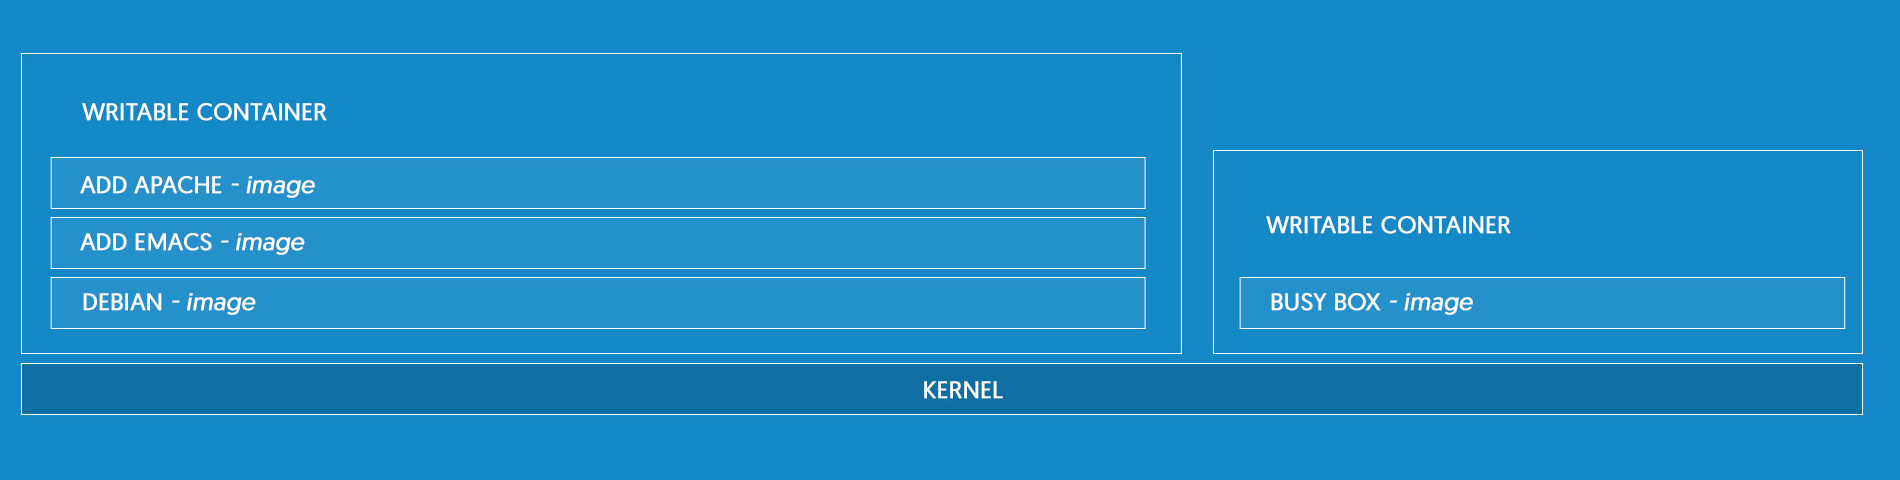 WRITABLE CONTAINER
ADD APACHE - image
ADD EMACS - image
DEBIAN - image
WRITABLE CONTAINER
BUSY BOX - image
KERNEL